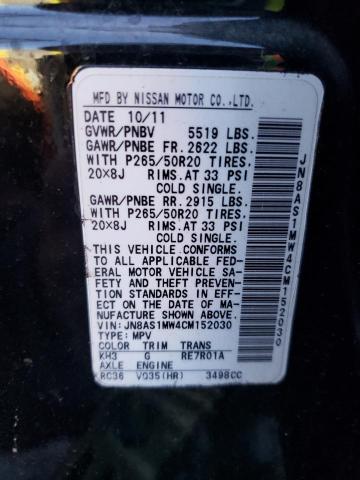 MFD BY NISSAN MOTOR CO.,LTD.
DATE 10/11
GVWR/PNBV 5519 LBS.
GAWR/PNBE FR. 2622 LBS.
WITH P265/50R20 TIRES.
20×8J RIMS. AT 33 PSI
COLD SINGLE.
GAWR/PNBE RR. 2915 LBS.
WITH P265/50R20 TIRES.
20×8J RIMS. AT 33 PSI
COLD SINGLE.
THIS VEHICLE CONFORMS
TO ALL APPLICABLE FED-
ERAL MOTOR VEHICLE SA-
FETY AND THEFT PREVENT-
ION STANDARDS IN EFF-
ECT ON THE DATE OF MA-
NUFACTURE SHOWN ABOVE.
VIN: JN8AS1MW4CM152030
TYPE: MPV
COLOR TRIM TRANS
KH3 G RE7R01A
AXLE ENGINE
RC36 VQ35(HR) 3498CC
JN8AS1MW4CM152030